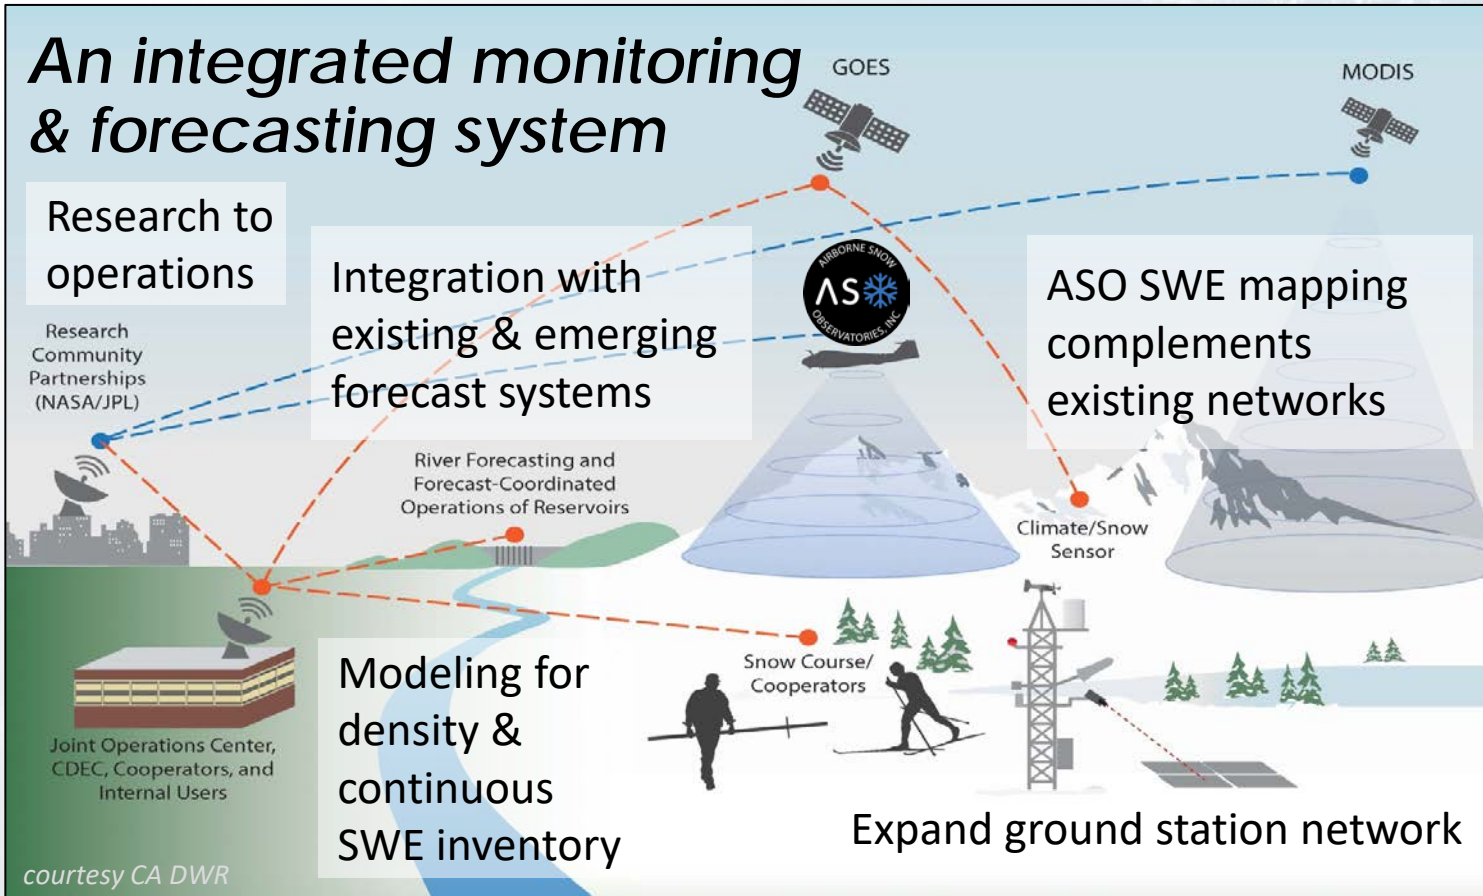 An integrated monitoring
& forecasting system
GOES
MODIS
Research to
operations
Integration with
existing & emerging
forecast systems
AIRBORNE SNOW
ASO
OBSERVATORIES, INC
ASO SWE mapping
complements
existing networks
Research
Community
Partnerships
(NASA/JPL)
River Forecasting and
Forecast-Coordinated
Operations of Reservoirs
Climate/Snow
Sensor
Snow Course/
Cooperators
Modeling for
density &
continuous
SWE inventory
Joint Operations Center,
CDEC, Cooperators, and
Internal Users
Expand ground station network
courtesy CA DWR